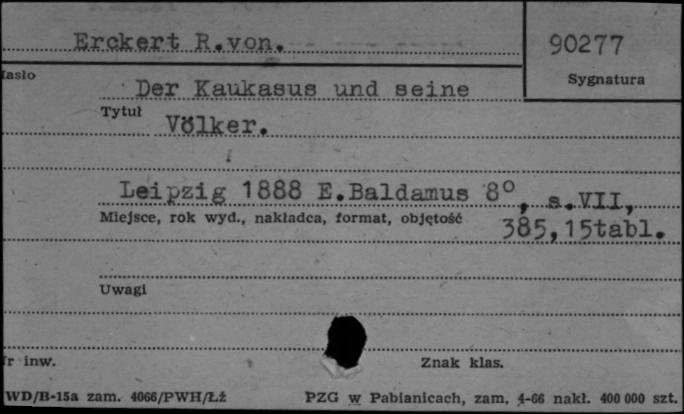 Erckert R.von.
90277
Hasło
Sygnatura
Der Kaukasus und seine
Tytuł
Völker.
Leipzig 1888 E.Baldamus 8°, s.VII,
Miejsce, rok wyd., nakładca, format, objętość
385,15tabl.
Uwagi
Nr inw.
Znak klas.
WD/B-15a zam. 4066/PWH/Łź
PZG w Pabianicach, zam. 4-66 nakł. 400 000 szt.